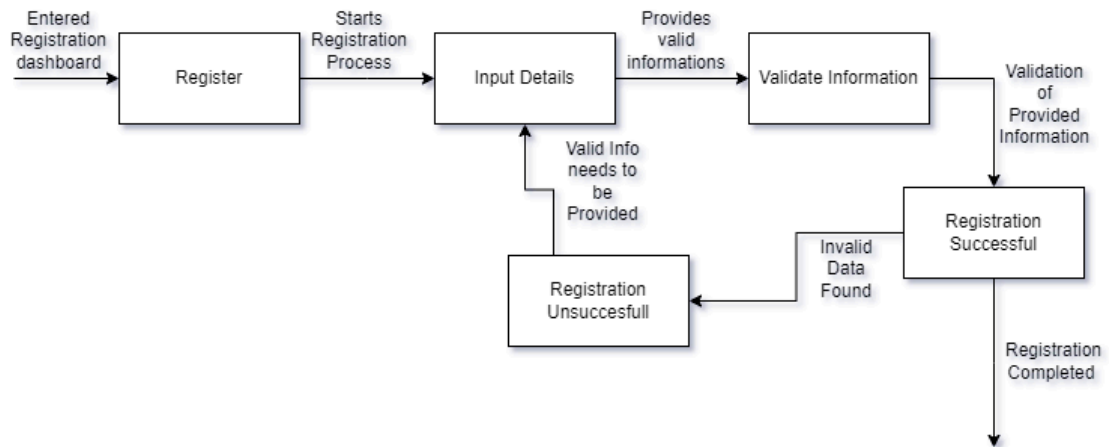 Entered
Registration
dashboard
Register
Starts
Registration
Process
Input Details
Provides
valid
informations
Validate Information
Validation
of
Provided
Information
Valid Info
needs to
be
Provided
Registration
Successful
Invalid
Data
Found
Registration
Unsuccesfull
Registration
Completed